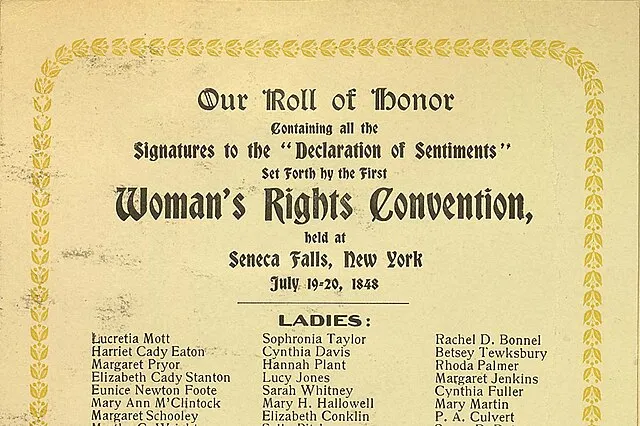 Our Roll of Honor
Containing all the
Signatures to the "Declaration of Sentiments"
Set Forth by the First
Woman's Rights Convention,
held at
Seneca Falls, New York
July 19-20, 1848
LADIES:
Lucretia Mott
Harriet Cady Eaton
Margaret Pryor
Elizabeth Cady Stanton
Eunice Newton Foote
Mary Ann M'Clintock
Margaret Schooley
Sophronia Taylor
Cynthia Davis
Hannah Plant
Lucy Jones
Sarah Whitney
Mary H. Hallowell
Elizabeth Conklin
Rachel D. Bonnel
Betsey Tewksbury
Rhoda Palmer
Margaret Jenkins
Cynthia Fuller
Mary Martin
P. A. Culvert